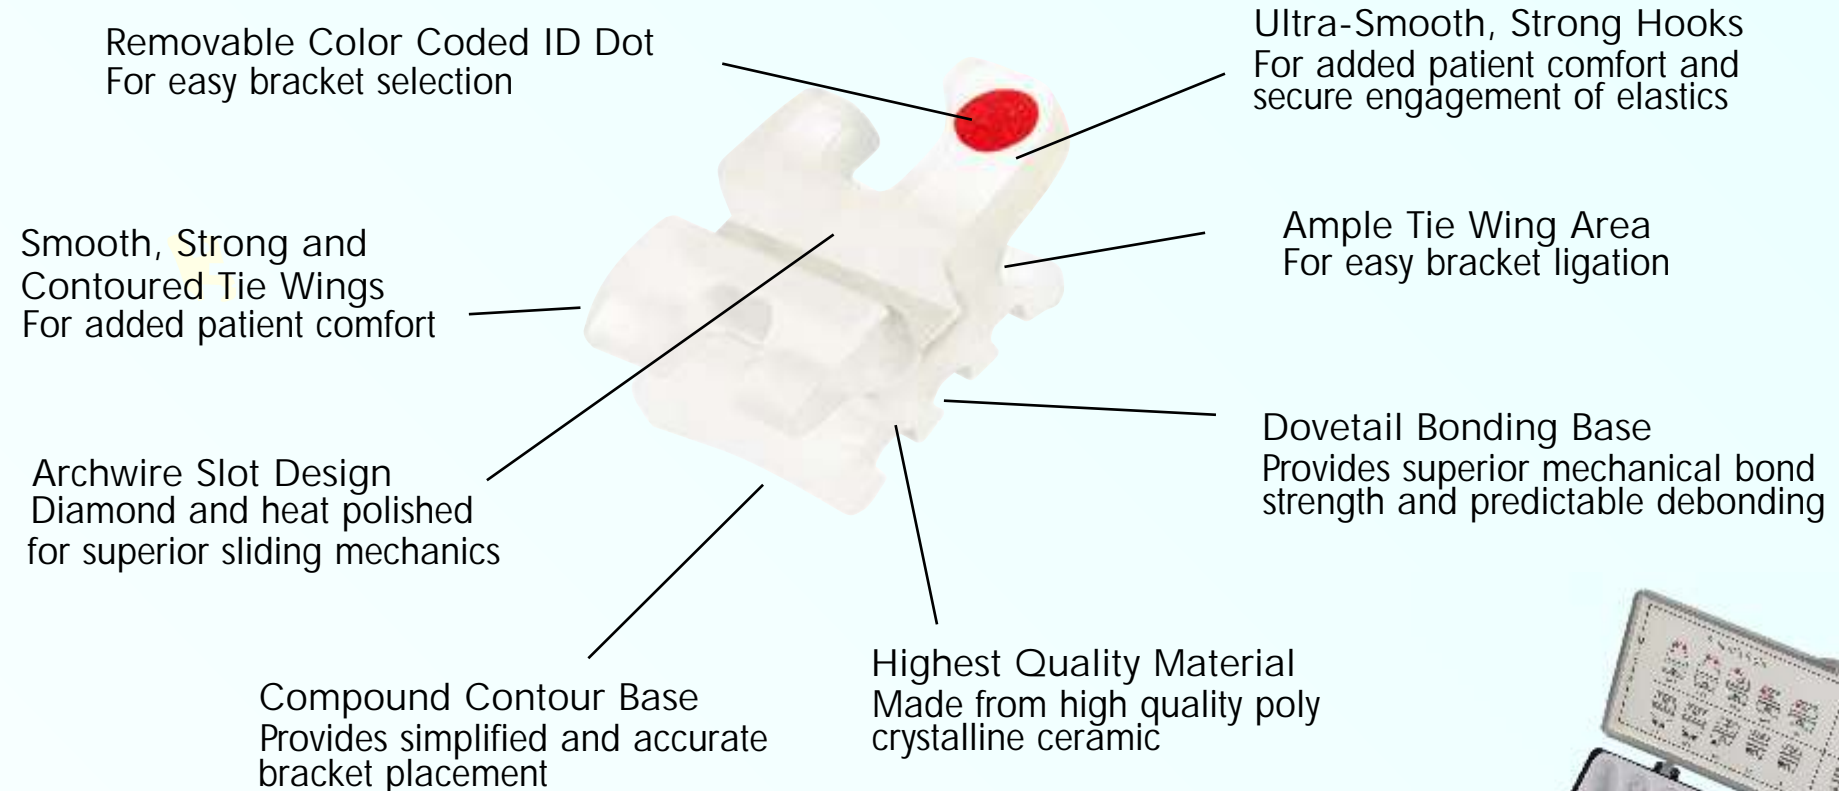 Removable Color Coded ID Dot
For easy bracket selection
Ultra-Smooth, Strong Hooks
For added patient comfort and
secure engagement of elastics
Smooth, Strong and
Contoured Tie Wings
For added patient comfort
Ample Tie Wing Area
For easy bracket ligation
Archwire Slot Design
Diamond and heat polished
for superior sliding mechanics
Dovetail Bonding Base
Provides superior mechanical bond
strength and predictable debonding
Compound Contour Base
Provides simplified and accurate
bracket placement
Highest Quality Material
Made from high quality poly
crystalline ceramic